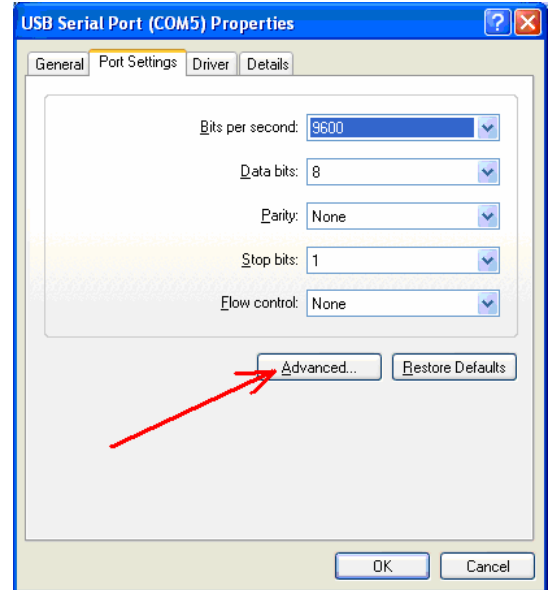 USB Serial Port (COM5) Properties
General Port Settings Driver Details
Bits per second: 9600
Data bits: 8
Parity: None
Stop bits: 1
Flow control: None
Advanced... Restore Defaults
OK Cancel